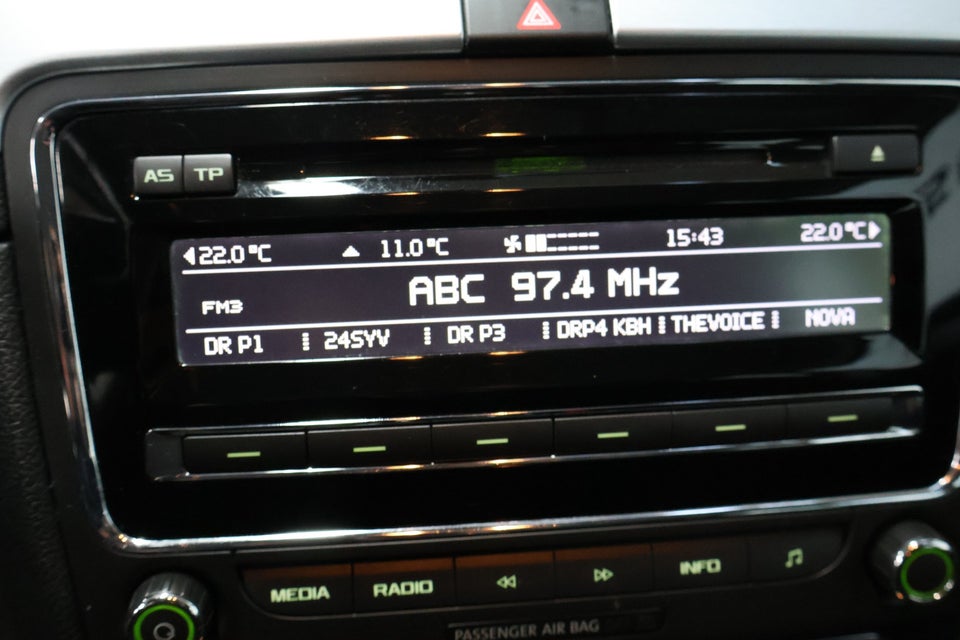 AS TP
22.0°C 11.0°C 15:43 22.0°C
ABC 97.4 MHz
FM3
DR P1 24SYV DR P3 DRP4 KBH THEVOICE NOVA
MEDIA RADIO INFO
PASSENGER AIR BAG